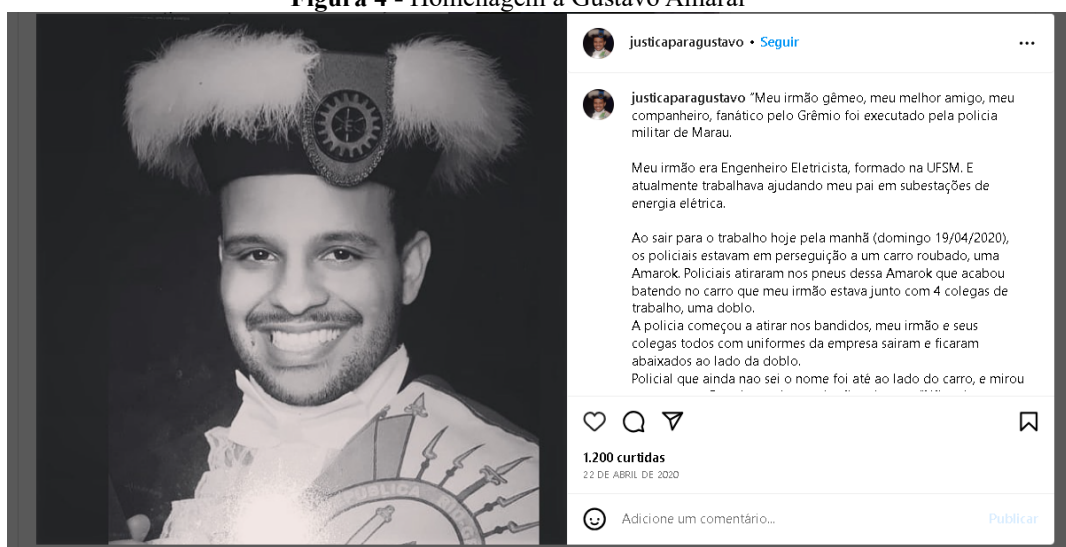 Figura 4 - Homenagem a Gustavo Amaral
justicaparagustavo • Seguir
justicaparagustavo "Meu irmão gêmeo, meu melhor amigo, meu
companheiro, fanático pelo Grêmio foi executado pela policia
militar de Marau.
Meu irmão era Engenheiro Eletricista, formado na UFSM. E
atualmente trabalhava ajudando meu pai em subestações de
energia elétrica.
Ao sair para o trabalho hoje pela manhã (domingo 19/04/2020),
os policiais estavam em perseguição a um carro roubado, uma
Amarok. Policiais atiraram nos pneus dessa Amarok que acabou
batendo no carro que meu irmão estava junto com 4 colegas de
trabalho, uma doblo.
A policia começou a atirar nos bandidos, meu irmão e seus
colegas todos com uniformes da empresa sairam e ficaram
abaixados ao lado da doblo.
Policial que ainda nao sei o nome foi até ao lado do carro, e mirou
1.200 curtidas
22 DE ABRIL DE 2020
Adicione um comentário...
Publicar